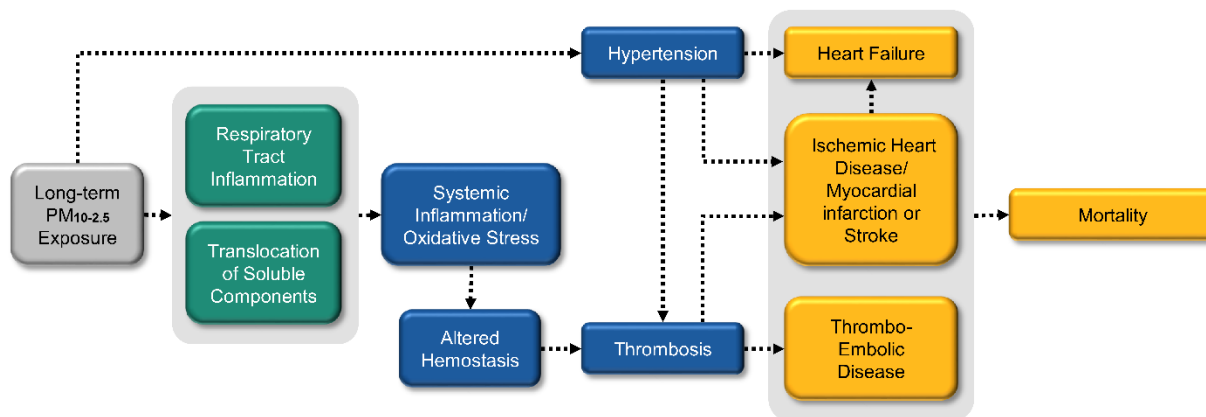 Hypertension
Heart Failure
Respiratory
Tract
Inflammation
Ischemic Heart
Disease/
Myocardial
infarction or
Stroke
Long-term
PM10-2.5
Exposure
Systemic
Inflammation/
Oxidative Stress
Mortality
Translocation
of Soluble
Components
Altered
Hemostasis
Thrombosis
Thrombo-
Embolic
Disease